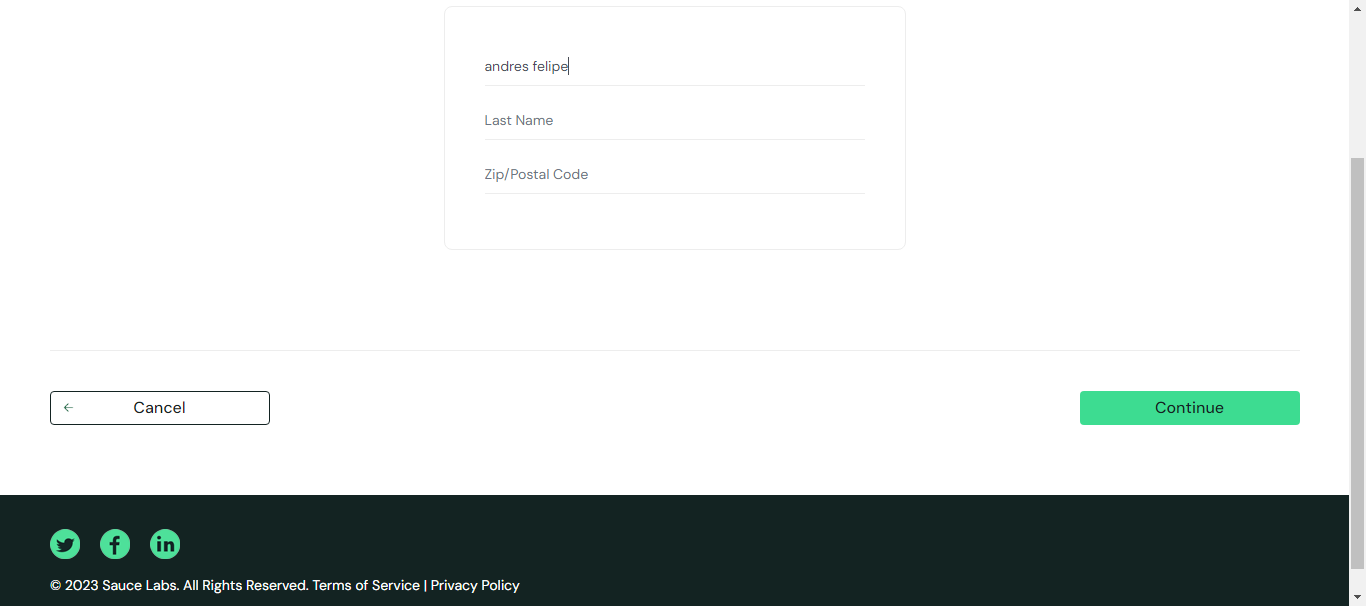 andres felipe
Last Name
Zip/Postal Code
Cancel
Continue
© 2023 Sauce Labs. All Rights Reserved. Terms of Service | Privacy Policy